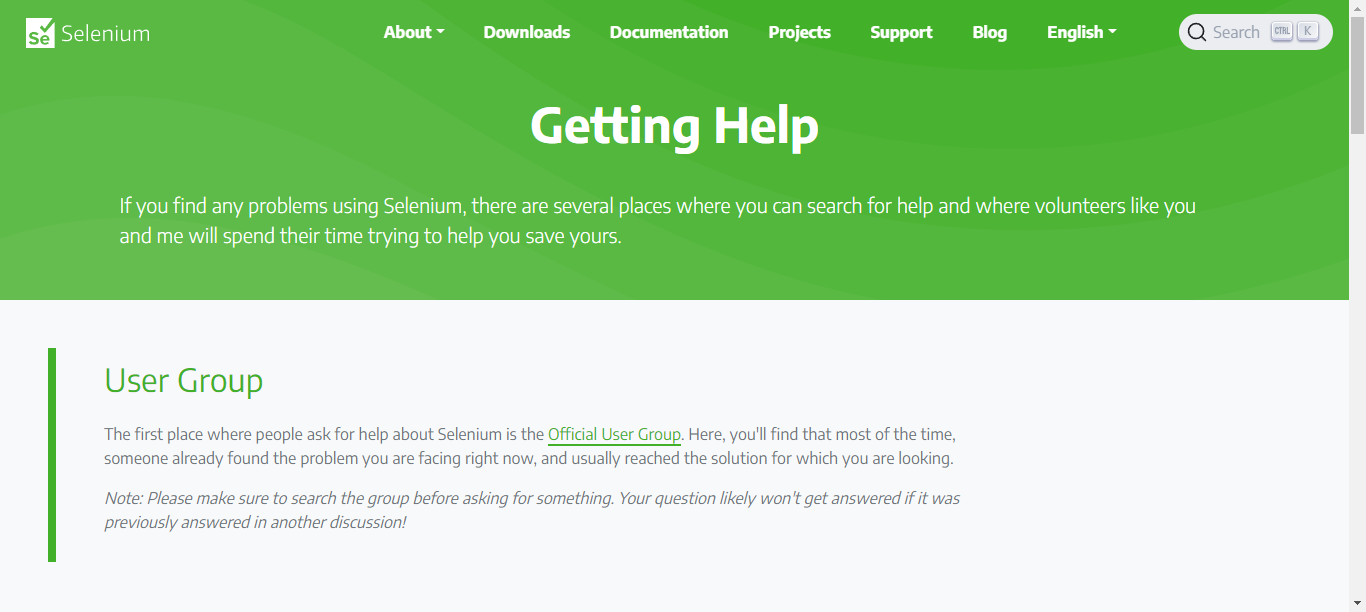 Se Selenium
About Downloads Documentation Projects Support Blog English Search CTRL K
Getting Help
If you find any problems using Selenium, there are several places where you can search for help and where volunteers like you
and me will spend their time trying to help you save yours.
User Group
The first place where people ask for help about Selenium is the Official User Group. Here, you'll find that most of the time,
someone already found the problem you are facing right now, and usually reached the solution for which you are looking.
Note: Please make sure to search the group before asking for something. Your question likely won't get answered if it was
previously answered in another discussion!